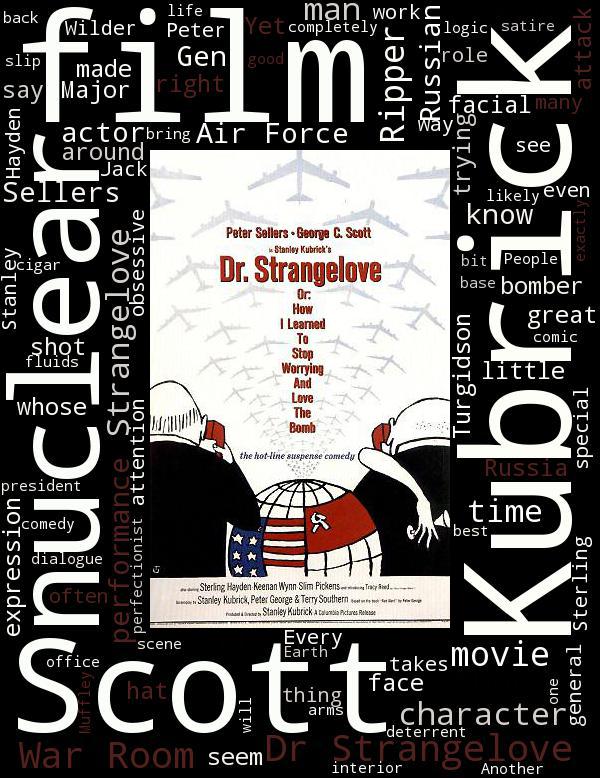 back
film
life
man
work
Russian
logic
satire
attack
Wilder
Peter
Yet
completely
slip
made
Gen
good
Ripper
role
Kubrick
say
Major
right
facial
many
Hayden
actor
bring
Air Force
way
trying
see
around
Jack
Sellers
likely
even
know
exactly
nuclear
obsessive
Stanley
cigar
Strangelove
bit
People
base
bomber
great
comic
shot
fluids
little
Turgidson
whose
special
attention
Russia
president
performance
time
expression
comedy
best
dialogue
perfectionist
often
Sterling
Peter Sellers • George C. Scott
in Stanley Kubrick's
Dr. Strangelove
Or:
How
I Learned
To
Stop
Worrying
And
Love
The
Bomb
the hot-line suspense comedy
also starring Sterling Hayden Keenan Wynn Slim Pickens and introducing Tracy Reed
Screenplay by Stanley Kubrick, Peter George & Terry Southern Based on the book "Red Alert" by Peter George
Produced & Directed by Stanley Kubrick A Columbia Pictures Release
Scott
scene
Every
Earth
movie
office
takes
face
Muffley
hat
thing
arms
will
character
one
general
deterrent
War Room
seem
Dr Strangelove
interior
Another